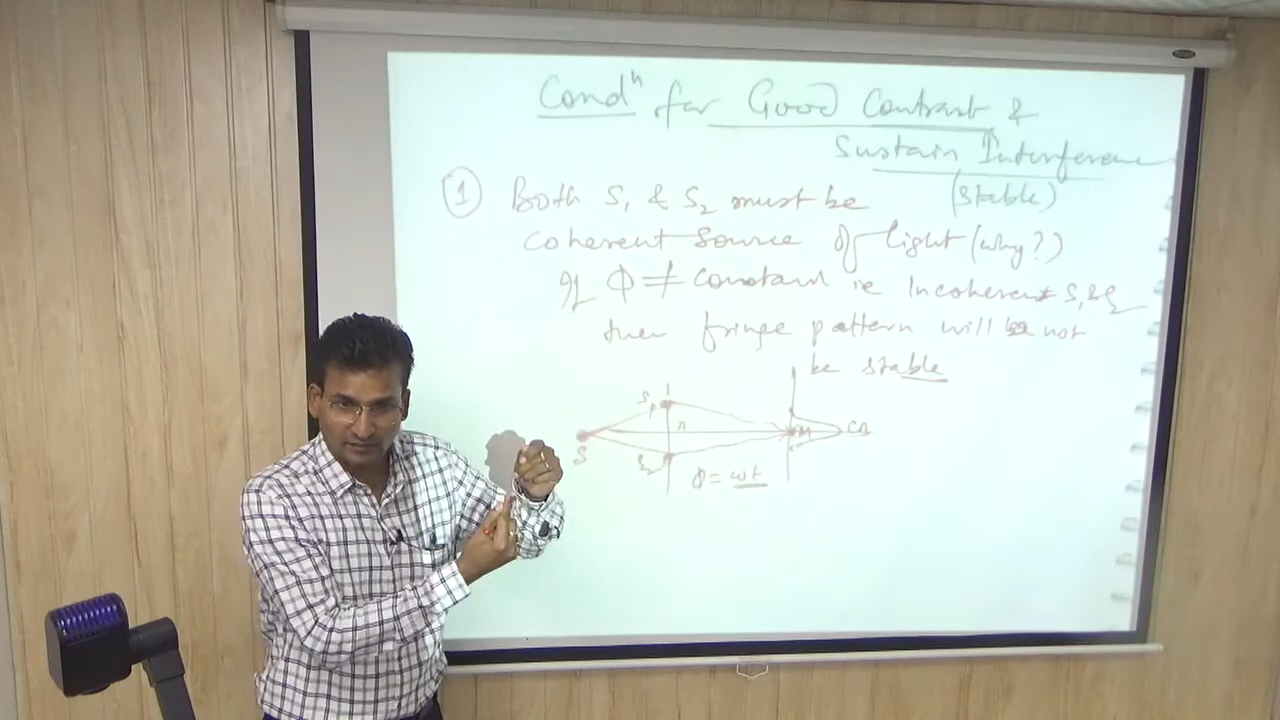 Condⁿ for Good Contrast &
Sustain Interference
(Stable)
① Both S₁ & S₂ must be
coherent source of light (why?)
If Φ ≠ constant ie Incoherent S₁ & S₂
then fringe pattern will not
be stable
S₁
S
S₂
M
CB
Φ = ωt